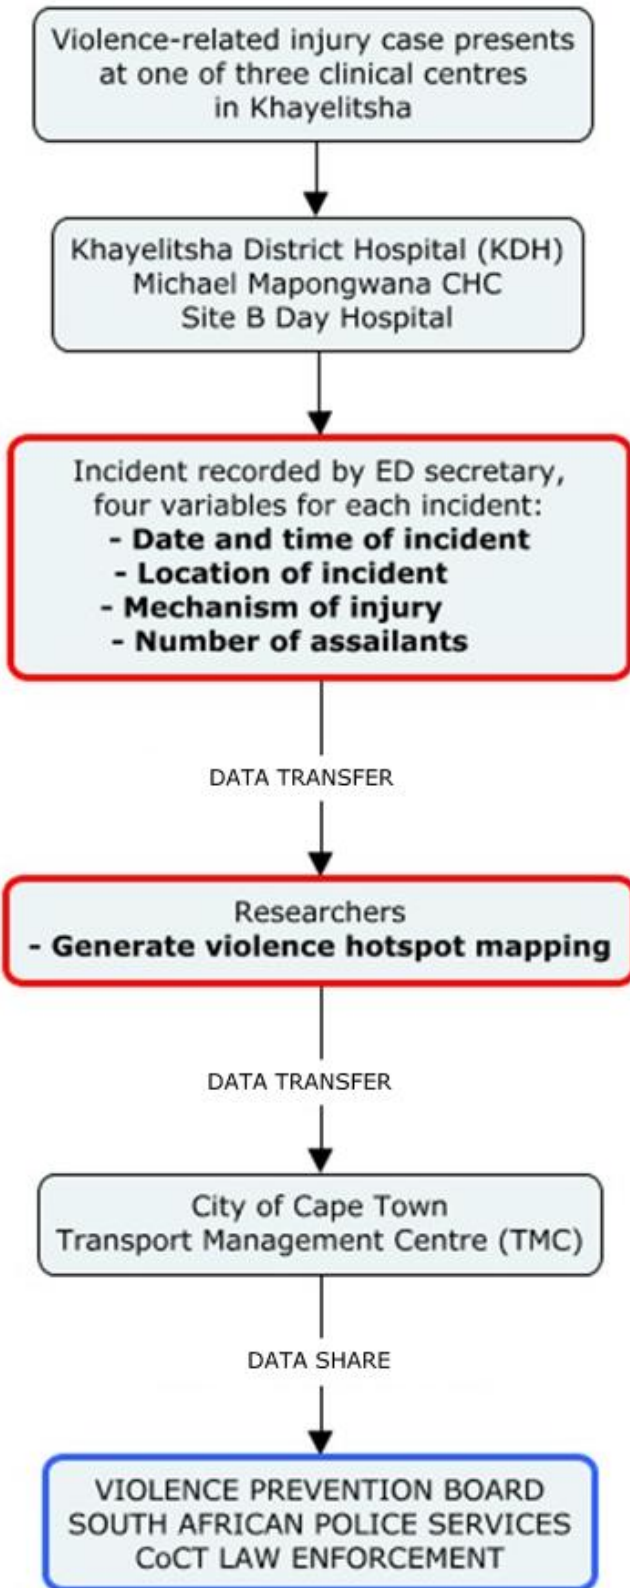 Violence-related injury case presents
at one of three clinical centres
in Khayelitsha
Khayelitsha District Hospital (KDH)
Michael Mapongwana CHC
Site B Day Hospital
Incident recorded by ED secretary,
four variables for each incident:
- Date and time of incident
- Location of incident
- Mechanism of injury
- Number of assailants
DATA TRANSFER
Researchers
- Generate violence hotspot mapping
DATA TRANSFER
City of Cape Town
Transport Management Centre (TMC)
DATA SHARE
VIOLENCE PREVENTION BOARD
SOUTH AFRICAN POLICE SERVICES
CoCT LAW ENFORCEMENT